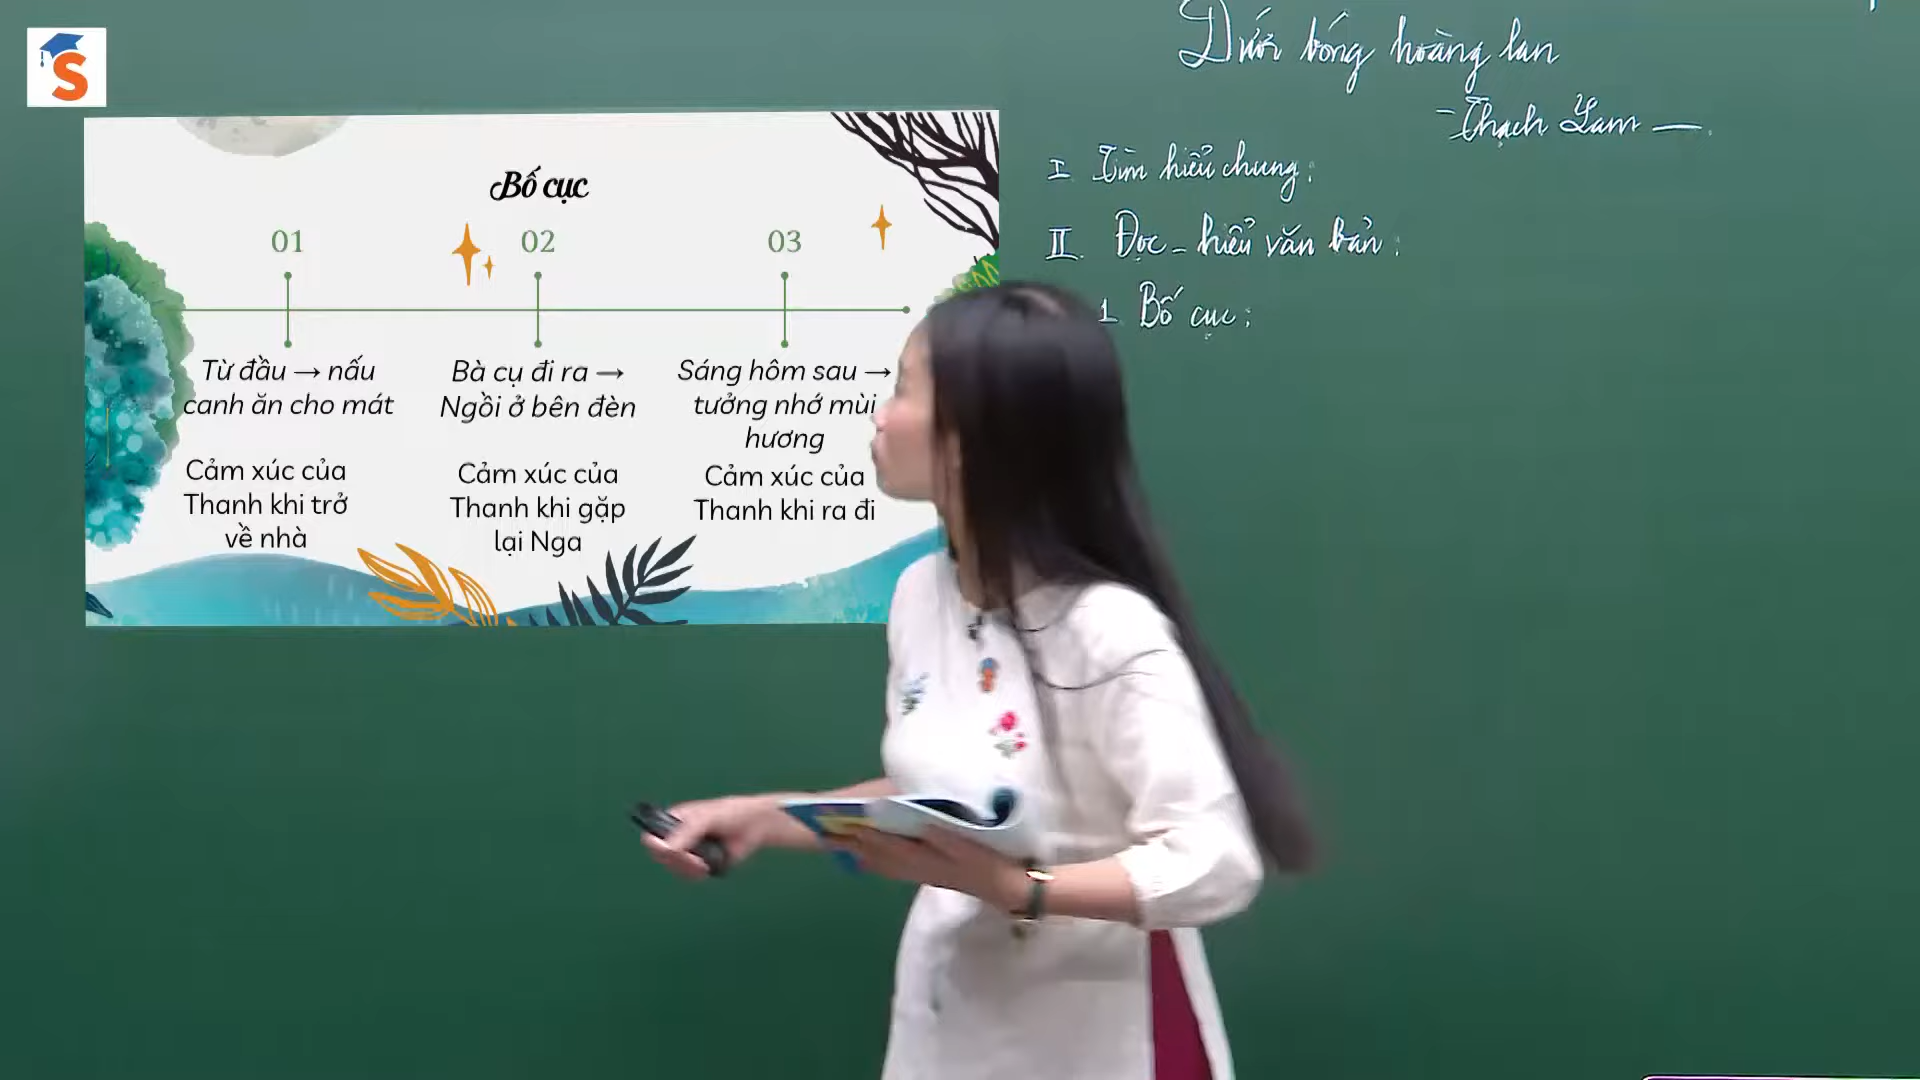 S
Bố cục
01
02
03
Từ đầu → nấu
canh ăn cho mát
Cảm xúc của
Thanh khi trở
về nhà
Bà cụ đi ra →
Ngồi ở bên đèn
Cảm xúc của
Thanh khi gặp
lại Nga
Sáng hôm sau →
tưởng nhớ mùi
hương
Cảm xúc của
Thanh khi ra đi
Dưới bóng hoàng lan
- Thạch Lam -
I. Tìm hiểu chung:
II. Đọc - hiểu văn bản:
1. Bố cục: